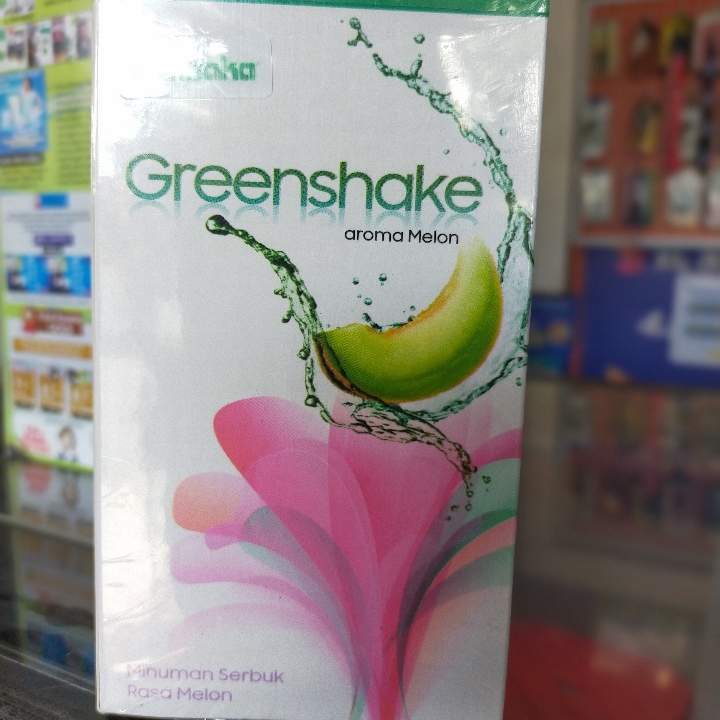 Greenshake
aroma Melon
Minuman Serbuk
Rasa Melon